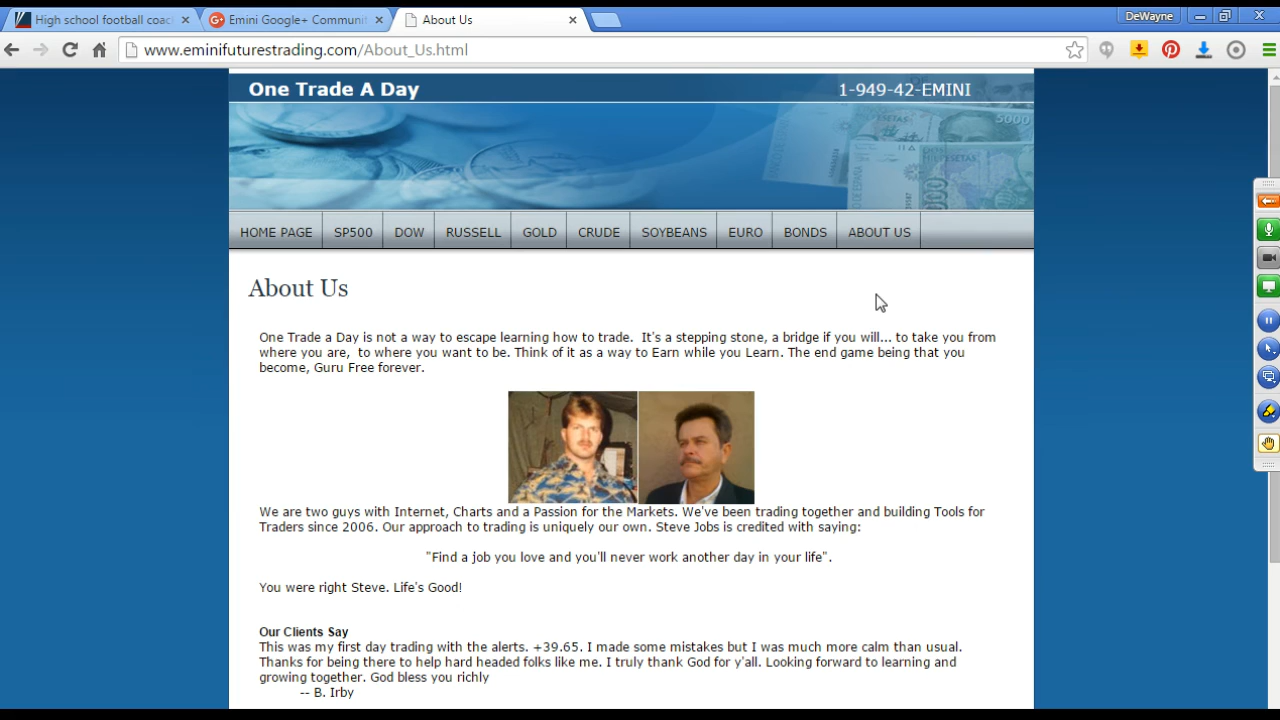 High school football coac
Emini Google+ Communi
About Us
DeWayne
www.eminifuturestrading.com/About_Us.html
One Trade A Day
1-949-42-EMINI
5000
HOME PAGE SP500 DOW RUSSELL GOLD CRUDE SOYBEANS EURO BONDS ABOUT US
About Us
One Trade a Day is not a way to escape learning how to trade. It's a stepping stone, a bridge if you will... to take you from
where you are, to where you want to be. Think of it as a way to Earn while you Learn. The end game being that you
become, Guru Free forever.
We are two guys with Internet, Charts and a Passion for the Markets. We've been trading together and building Tools for
Traders since 2006. Our approach to trading is uniquely our own. Steve Jobs is credited with saying:
"Find a job you love and you'll never work another day in your life".
You were right Steve. Life's Good!
Our Clients Say
This was my first day trading with the alerts. +39.65. I made some mistakes but I was much more calm than usual.
Thanks for being there to help hard headed folks like me. I truly thank God for y'all. Looking forward to learning and
growing together. God bless you richly
-- B. Irby